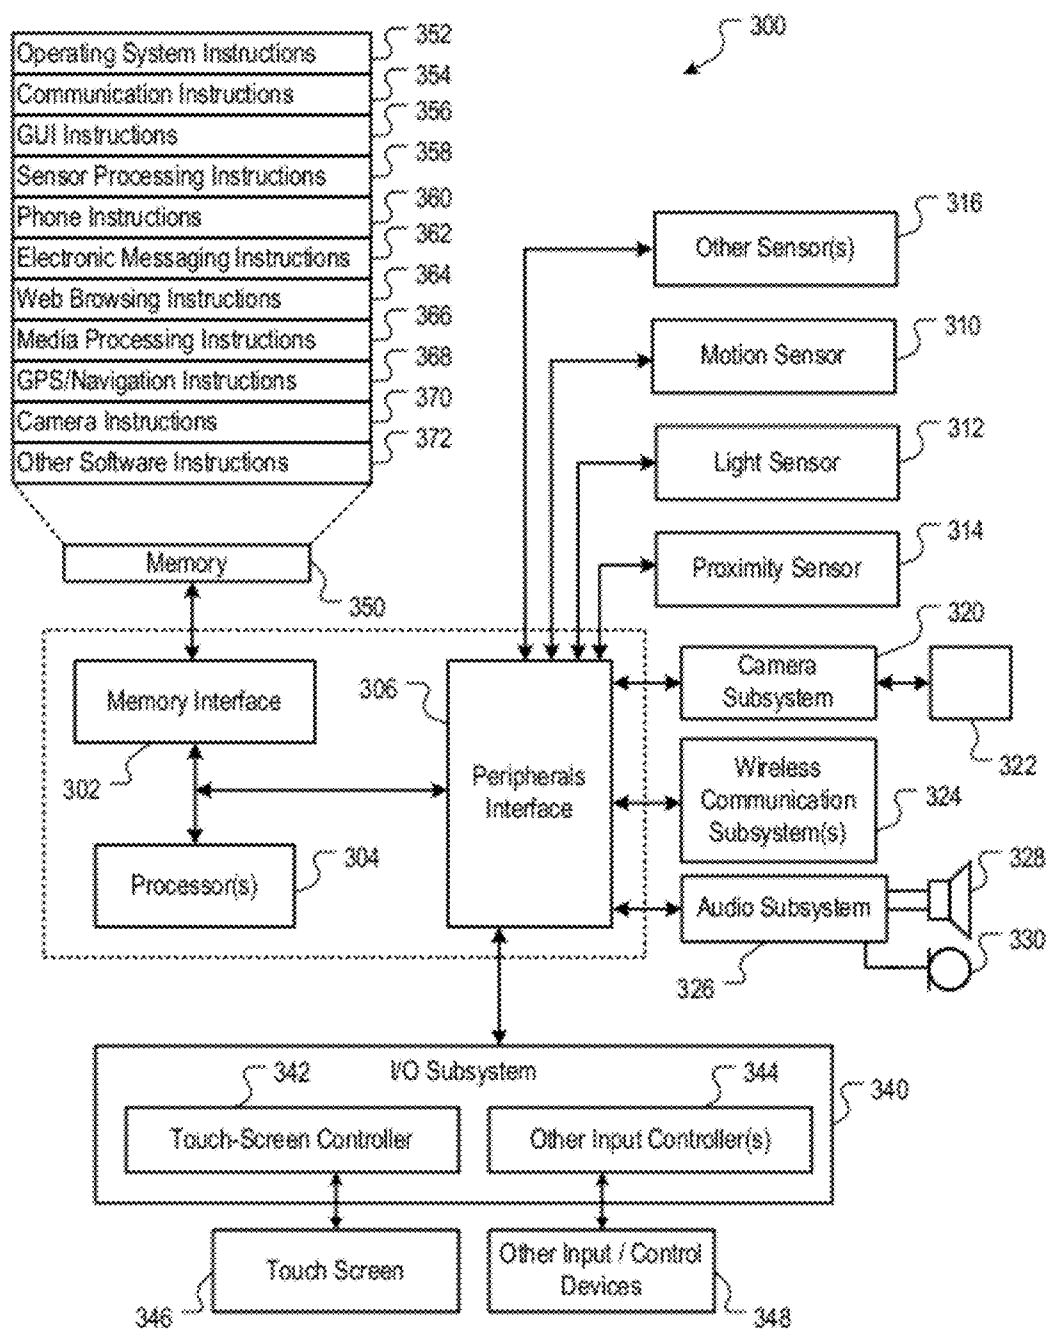 300
Operating System Instructions 352
Communication Instructions 354
GUI Instructions 356
Sensor Processing Instructions 358
Phone Instructions 360
Electronic Messaging Instructions 362
Web Browsing Instructions 364
Media Processing Instructions 366
GPS/Navigation Instructions 368
Camera Instructions 370
Other Software Instructions 372
Memory
350
Other Sensor(s) 316
Motion Sensor 310
Light Sensor 312
Proximity Sensor 314
Memory Interface
302
Processor(s) 304
306
Peripherals
Interface
Camera
Subsystem
320
322
Wireless
Communication
Subsystem(s)
324
Audio Subsystem
326
328
330
I/O Subsystem
340
342
Touch-Screen Controller
344
Other Input Controller(s)
Touch Screen
346
Other Input / Control
Devices
348